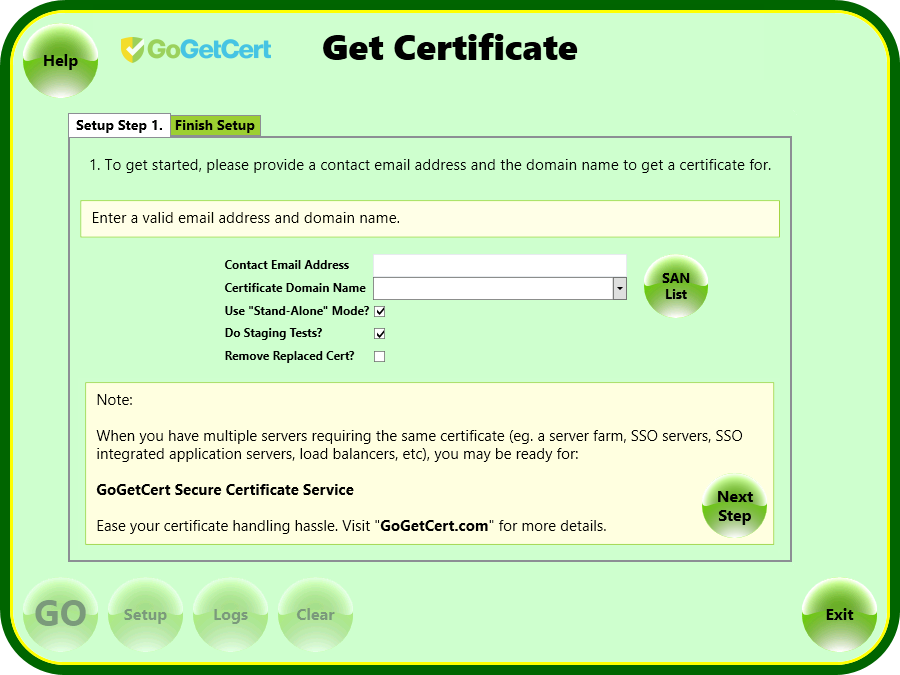 Help
GoGetCert
Get Certificate
Setup Step 1.
Finish Setup
1. To get started, please provide a contact email address and the domain name to get a certificate for.
Enter a valid email address and domain name.
Contact Email Address
Certificate Domain Name
Use "Stand-Alone" Mode?
Do Staging Tests?
Remove Replaced Cert?
SAN
List
Note:
When you have multiple servers requiring the same certificate (eg. a server farm, SSO servers, SSO
integrated application servers, load balancers, etc), you may be ready for:
GoGetCert Secure Certificate Service
Ease your certificate handling hassle. Visit "GoGetCert.com" for more details.
Next
Step
GO
Setup
Logs
Clear
Exit